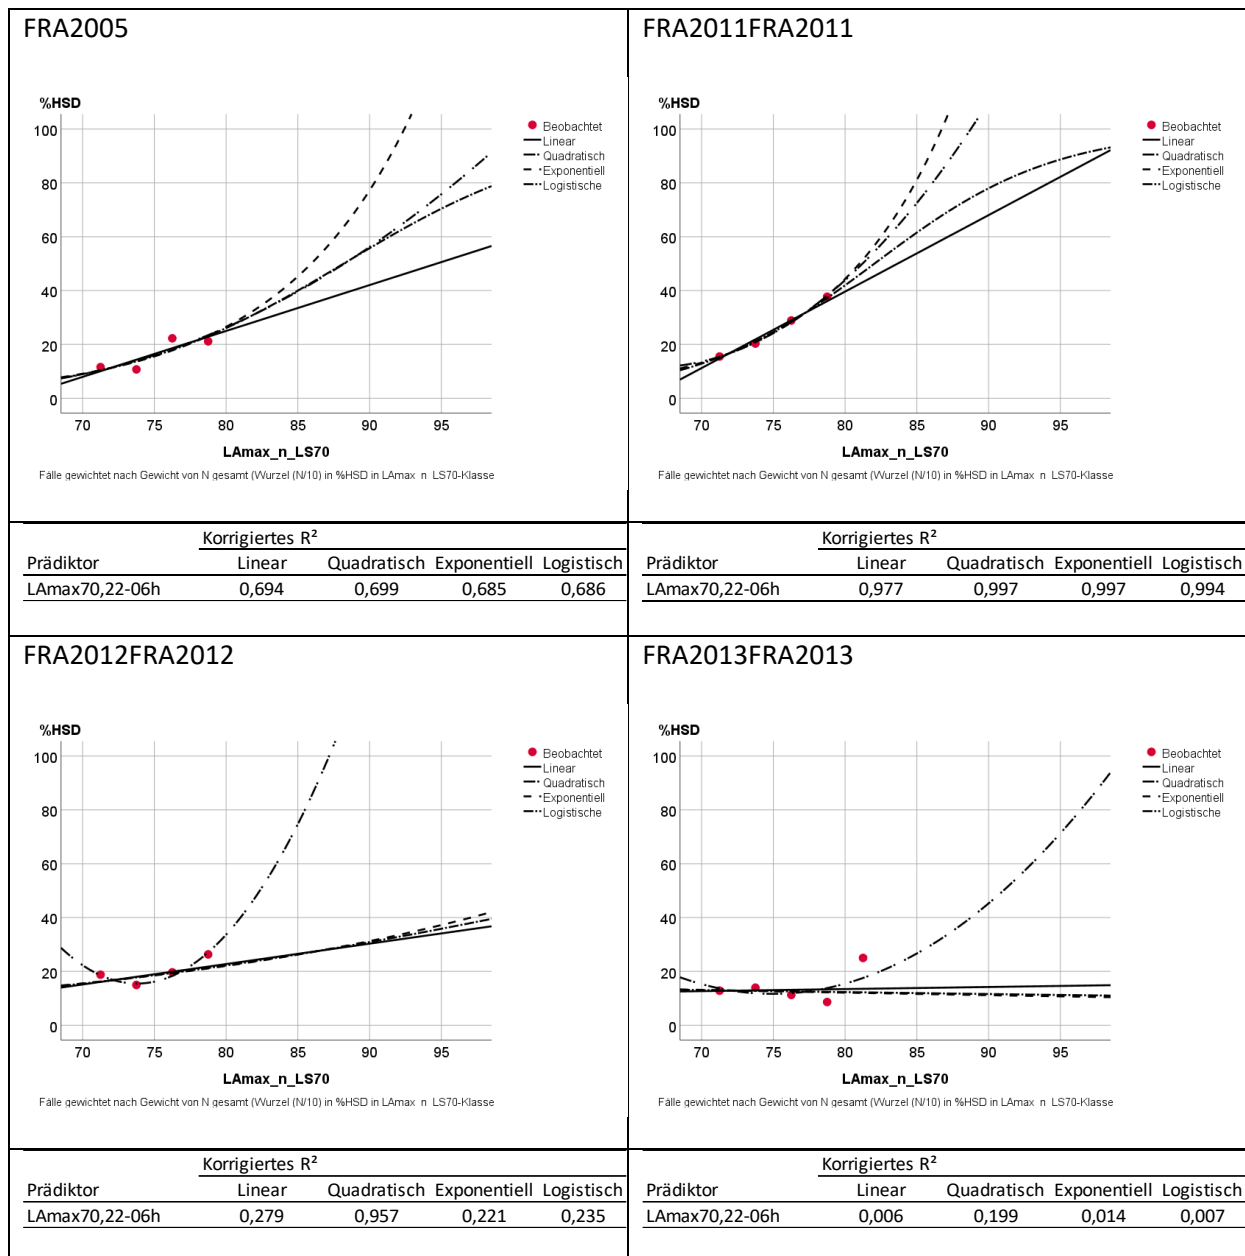 FRA2005
%HSD
100
80
60
40
20
0
70 75 80 85 90 95
LAmax_n_LS70
Beobachtet
Linear
Quadratisch
Exponentiell
Logistische
Fälle gewichtet nach Gewicht von N gesamt (Wurzel (N/10) in %HSD in LAmax_n_LS70-Klasse
Korrigiertes R²
Prädiktor Linear Quadratisch Exponentiell Logistisch
LAmax70,22-06h 0,694 0,699 0,685 0,686
FRA2011FRA2011
%HSD
100
80
60
40
20
0
70 75 80 85 90 95
LAmax_n_LS70
Beobachtet
Linear
Quadratisch
Exponentiell
Logistische
Fälle gewichtet nach Gewicht von N gesamt (Wurzel (N/10) in %HSD in LAmax_n_LS70-Klasse
Korrigiertes R²
Prädiktor Linear Quadratisch Exponentiell Logistisch
LAmax70,22-06h 0,977 0,997 0,997 0,994
FRA2012FRA2012
%HSD
100
80
60
40
20
0
70 75 80 85 90 95
LAmax_n_LS70
Beobachtet
Linear
Quadratisch
Exponentiell
Logistische
Fälle gewichtet nach Gewicht von N gesamt (Wurzel (N/10) in %HSD in LAmax_n_LS70-Klasse
Korrigiertes R²
Prädiktor Linear Quadratisch Exponentiell Logistisch
LAmax70,22-06h 0,279 0,957 0,221 0,235
FRA2013FRA2013
%HSD
100
80
60
40
20
0
70 75 80 85 90 95
LAmax_n_LS70
Beobachtet
Linear
Quadratisch
Exponentiell
Logistische
Fälle gewichtet nach Gewicht von N gesamt (Wurzel (N/10) in %HSD in LAmax_n_LS70-Klasse
Korrigiertes R²
Prädiktor Linear Quadratisch Exponentiell Logistisch
LAmax70,22-06h 0,006 0,199 0,014 0,007